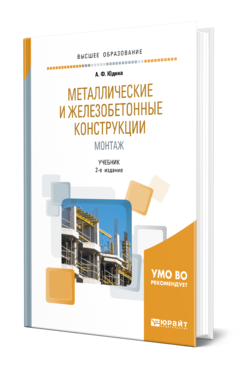 ВЫСШЕЕ ОБРАЗОВАНИЕ
А. Ф. Юдина
МЕТАЛЛИЧЕСКИЕ
И ЖЕЛЕЗОБЕТОННЫЕ
КОНСТРУКЦИИ
МОНТАЖ
УЧЕБНИК
2-е издание
УМО ВО
РЕКОМЕНДУЕТ
ЮРАЙТ